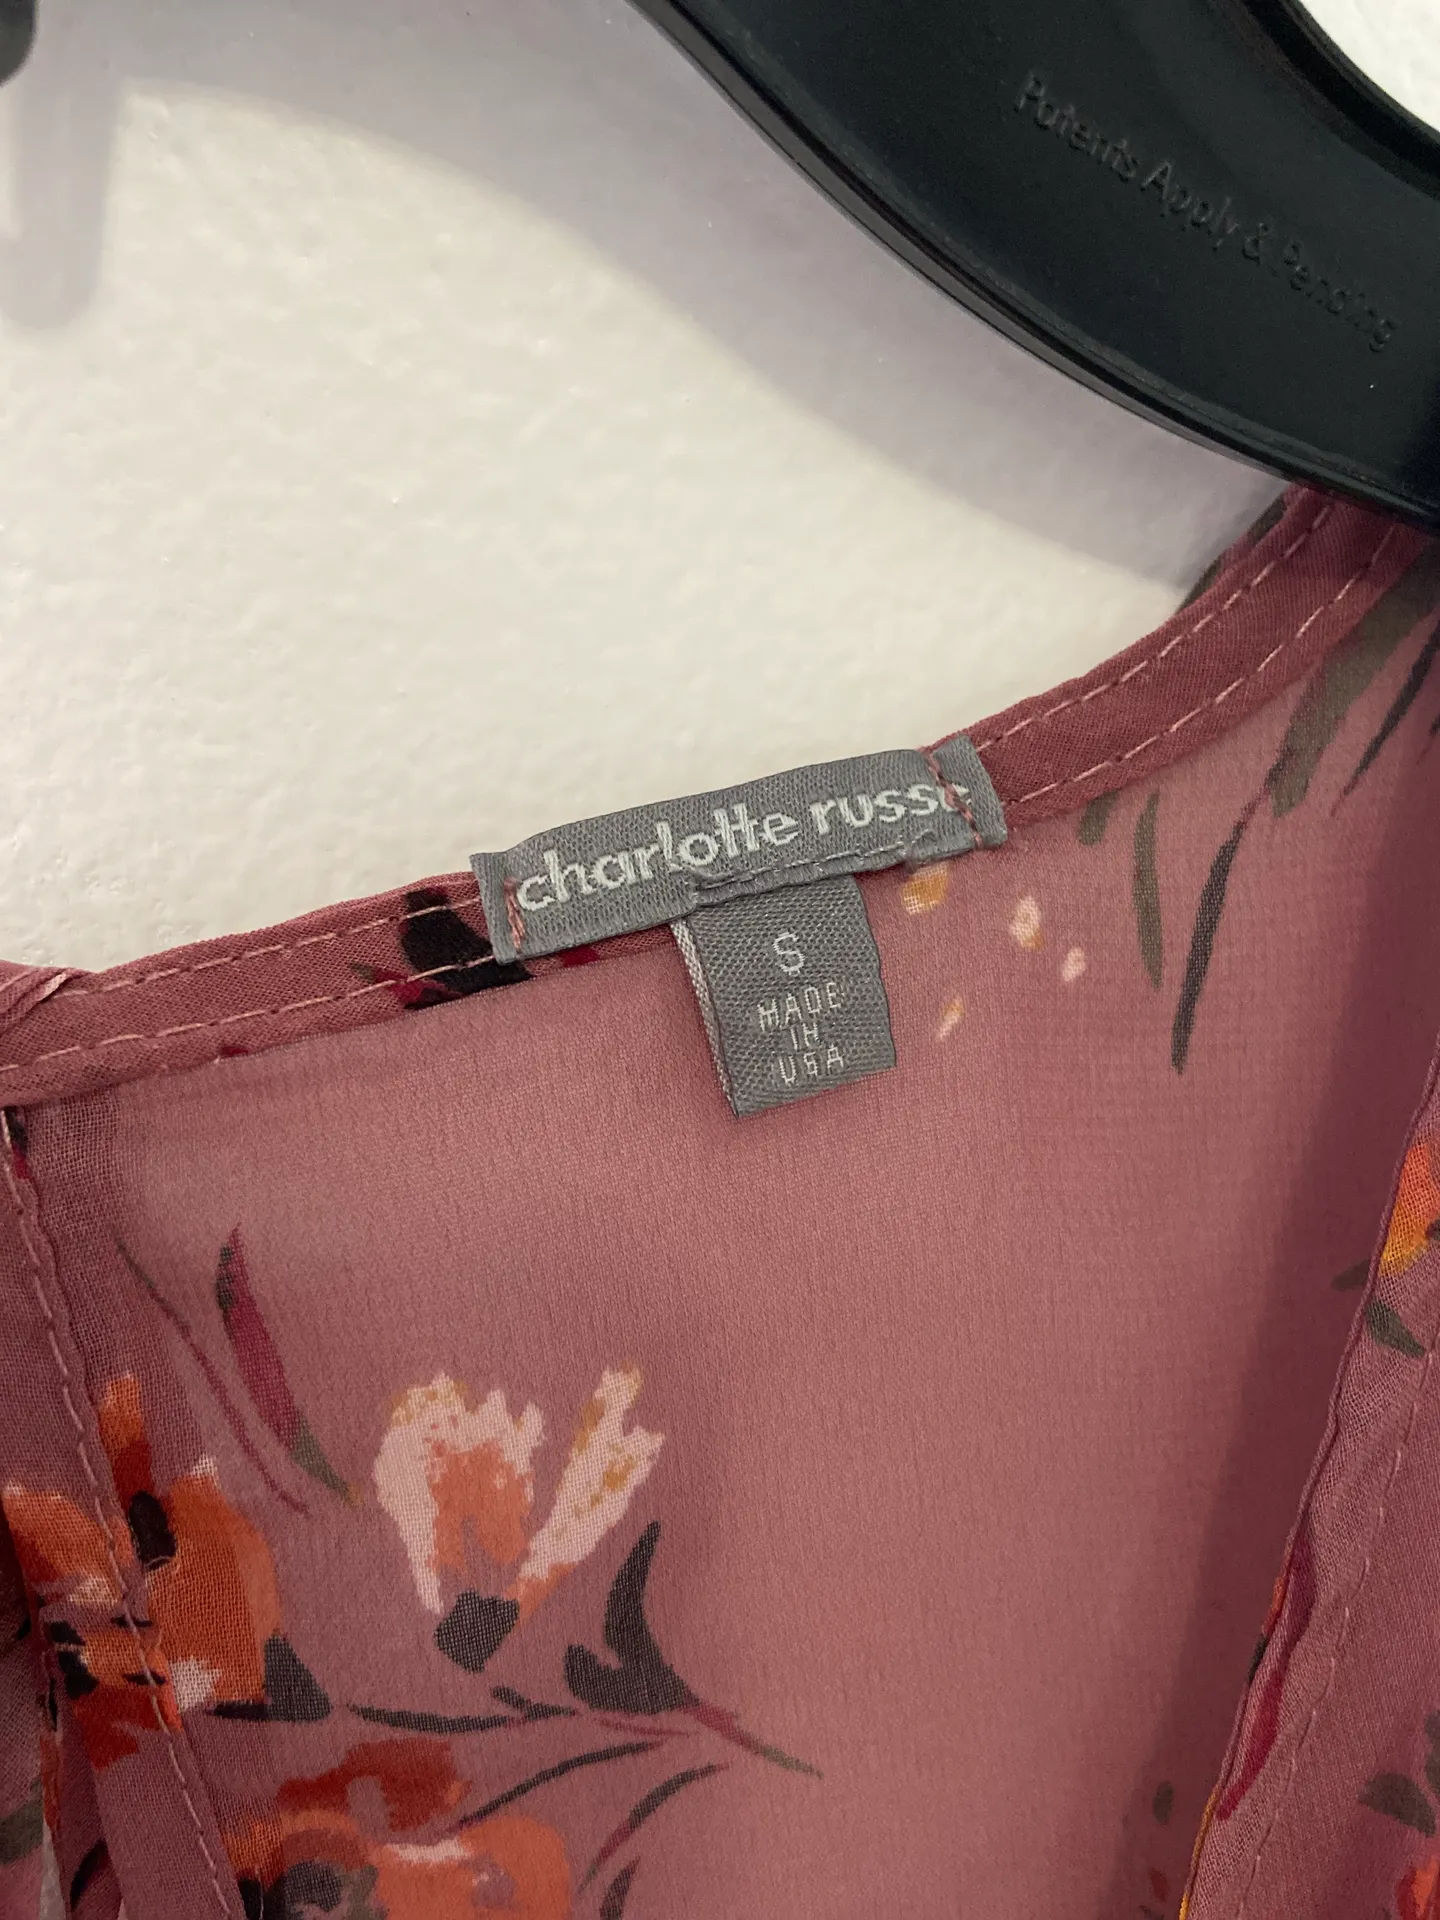 Patents Apply & Pending
charlotte russe
S
MADE
IN
USA